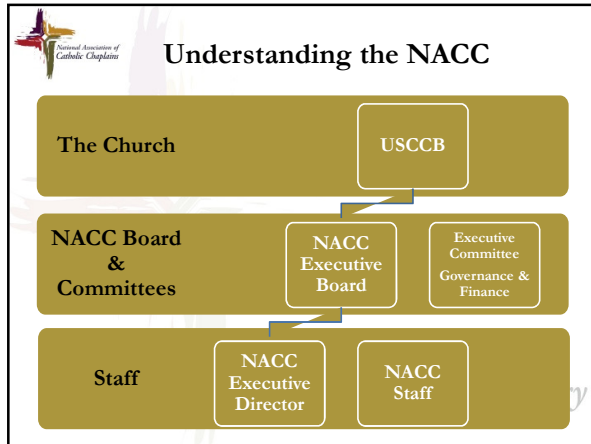 National Association of
Catholic Chaplains
Understanding the NACC
The Church
USCCB
NACC Board
&
Committees
NACC
Executive
Board
Executive
Committee
Governance &
Finance
Staff
NACC
Executive
Director
NACC
Staff